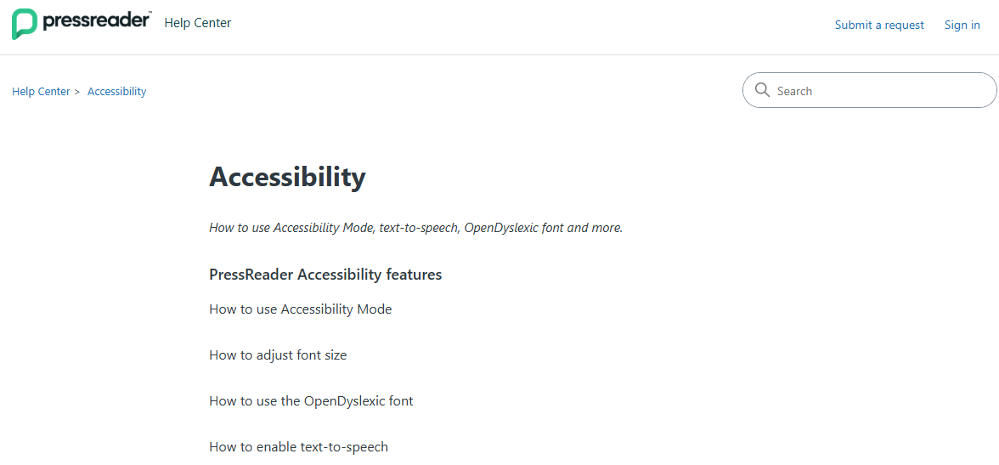 pressreader™ Help Center
Submit a request Sign in
Help Center > Accessibility
Search
Accessibility
How to use Accessibility Mode, text-to-speech, OpenDyslexic font and more.
PressReader Accessibility features
How to use Accessibility Mode
How to adjust font size
How to use the OpenDyslexic font
How to enable text-to-speech